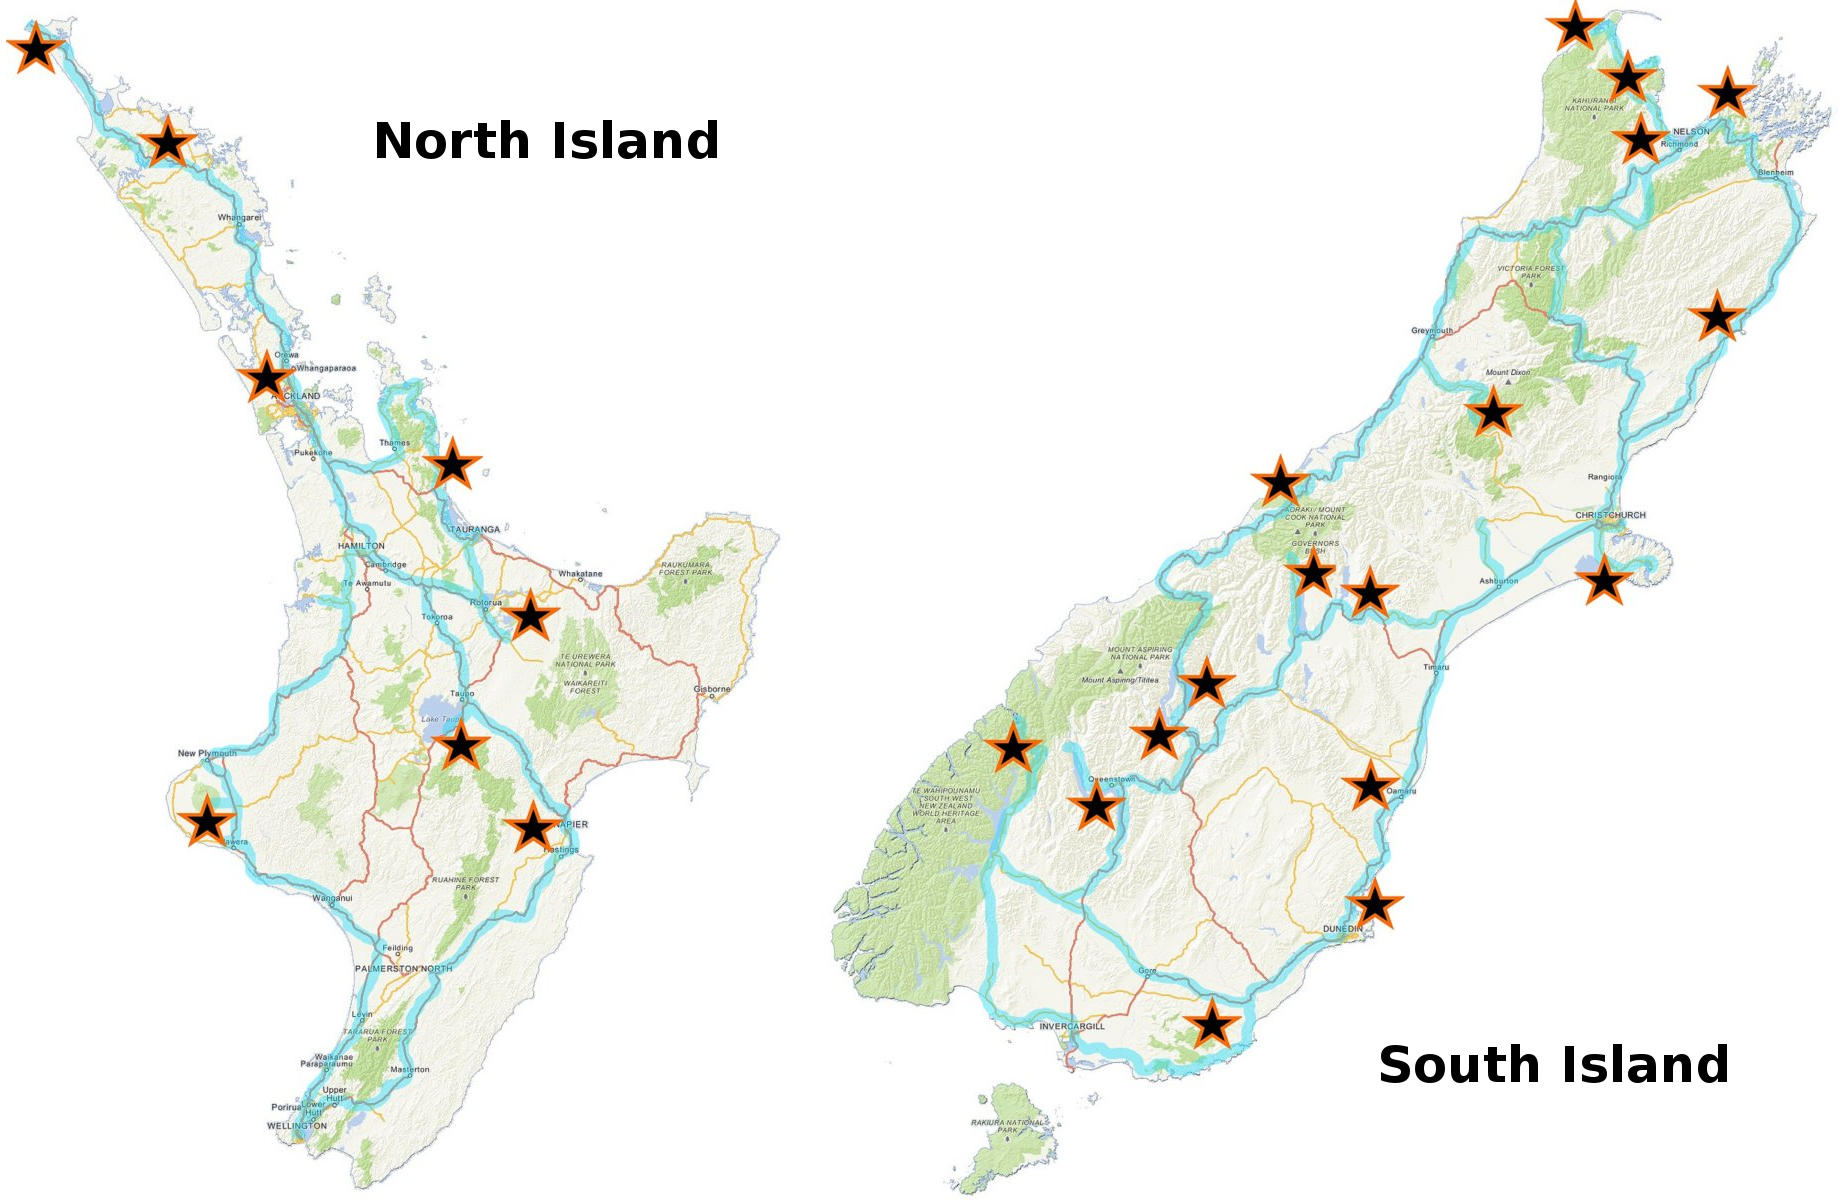 North Island
Whangarei
Orewa
Whangaparaoa
CKLAND
Thames
Pukekohe
TAURANGA
HAMILTON
Cambridge
Te Awamutu
Whakatane
RAUKUMARA
FOREST PARK
Rotorua
Tokoroa
TE UREWERA
NATIONAL PARK
WAIKAREITI
FOREST
Gisborne
Taupo
Lake Taup
New Plymouth
awera
APIER
Hastings
RUAHINE FOREST
PARK
Wanganui
Feilding
PALMERSTON NORTH
Levin
TARARUA FOREST
PARK
Waikanae
Paraparaumu
Masterton
Upper
Hutt
Porirua
Lower
Hutt
WELLINGTON
KAHURANGI
NATIONAL PARK
NELSON
Richmond
Blenheim
VICTORIA FOREST
PARK
Greymouth
Mount Dixon
Rangiora
CHRISTCHURCH
AORAKI / MOUNT
COOK NATIONAL
PARK
GOVERNORS
BUSH
Ashburton
Timaru
MOUNT ASPIRING
NATIONAL PARK
Mount Aspiring/Tititea
Queenstown
TE WAHIPOUNAMU
SOUTH WEST
NEW ZEALAND
WORLD HERITAGE
AREA
Oamaru
DUNEDIN
Gore
INVERCARGILL
RAKIURA NATIONAL
PARK
South Island